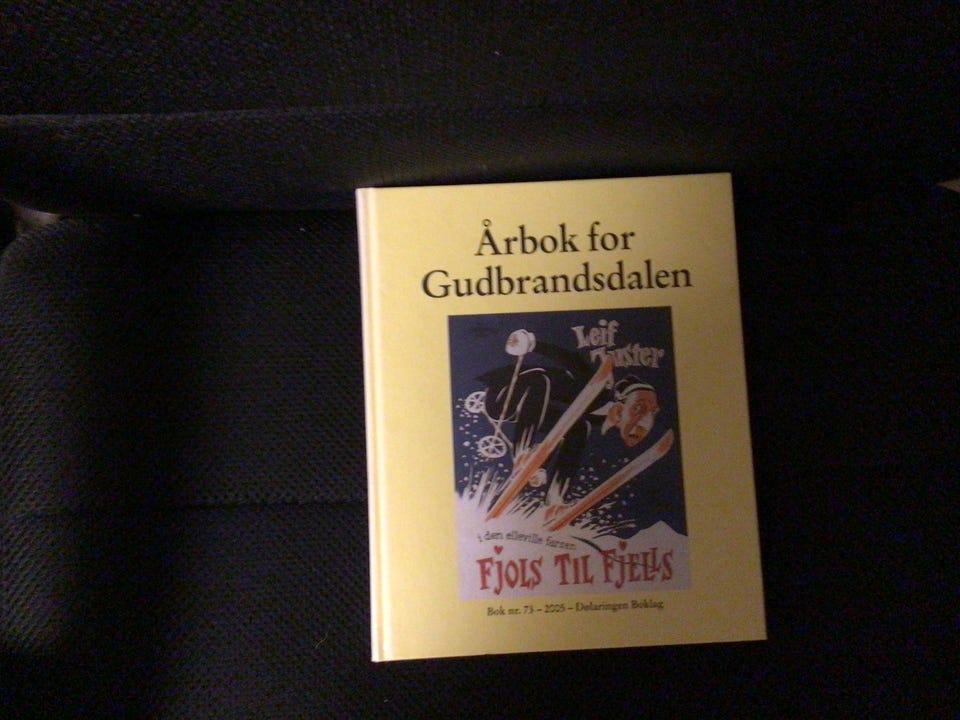 Årbok for
Gudbrandsdalen
Leif
Juster
i den elleville farsen
FJOLS TIL FJELLS
Bok nr. 73 – 2005 – Dølaringen Boklag